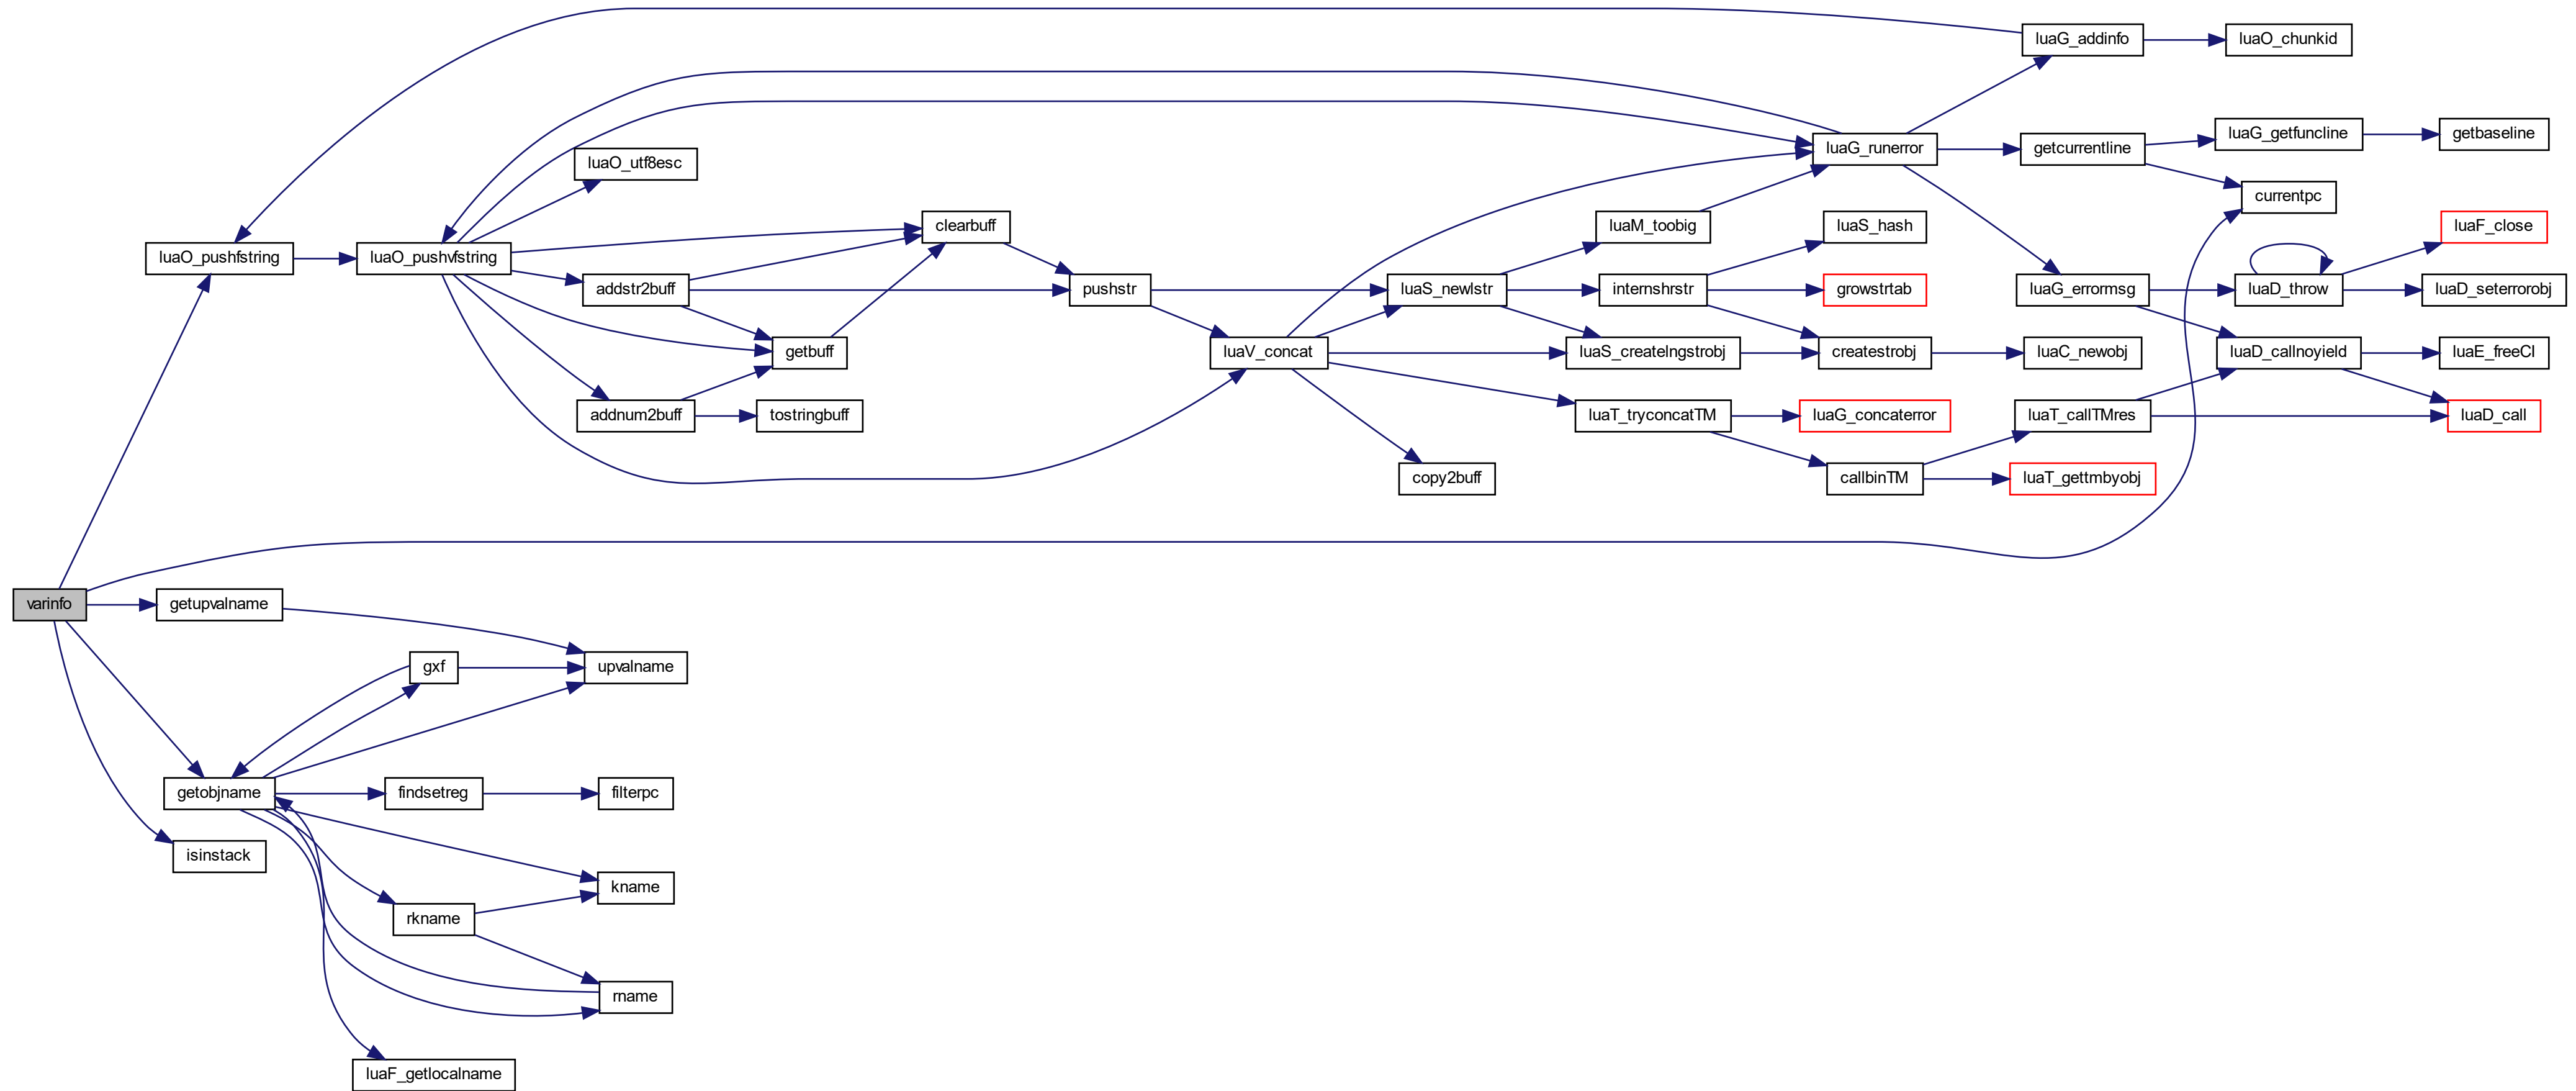 luaG_addinfo
luaO_chunkid
luaG_runerror
getcurrentline
luaG_getfuncline
getbaseline
luaO_utf8esc
currentpc
clearbuff
luaM_toobig
luaS_hash
luaF_close
luaO_pushfstring
luaO_pushvfstring
addstr2buff
pushstr
luaS_newlstr
internshrstr
growstrtab
luaG_errormsg
luaD_throw
luaD_seterrorobj
getbuff
luaV_concat
luaS_createlngstrobj
createstrobj
luaC_newobj
luaD_callnoyield
luaE_freeCI
addnum2buff
tostringbuff
luaT_tryconcatTM
luaG_concaterror
luaT_callTMres
luaD_call
copy2buff
callbinTM
luaT_gettmbyobj
varinfo
getupvalname
gxf
upvalname
getobjname
findsetreg
filterpc
isinstack
kname
rkname
rname
luaF_getlocalname